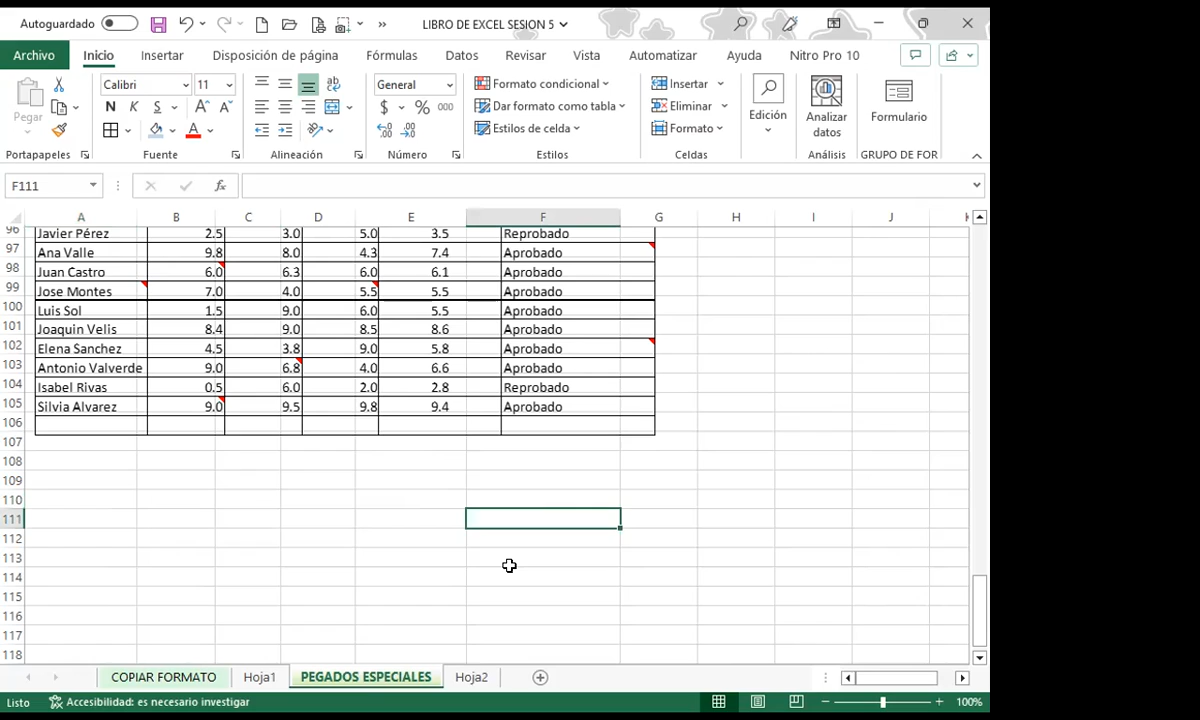 Autoguardado LIBRO DE EXCEL SESION 5
Archivo Inicio Insertar Disposición de página Fórmulas Datos Revisar Vista Automatizar Ayuda Nitro Pro 10
Calibri 11 General Formato condicional Insertar
Pegar N K S $ % 000 Dar formato como tabla Eliminar Edición Analizar datos Formulario
A Estilos de celda Formato
Portapapeles Fuente Alineación Número Estilos Celdas Análisis GRUPO DE FOR
F111 fx
A B C D E F G H I J K
96 Javier Pérez 2.5 3.0 5.0 3.5 Reprobado
97 Ana Valle 9.8 8.0 4.3 7.4 Aprobado
98 Juan Castro 6.0 6.3 6.0 6.1 Aprobado
99 Jose Montes 7.0 4.0 5.5 5.5 Aprobado
100 Luis Sol 1.5 9.0 6.0 5.5 Aprobado
101 Joaquin Velis 8.4 9.0 8.5 8.6 Aprobado
102 Elena Sanchez 4.5 3.8 9.0 5.8 Aprobado
103 Antonio Valverde 9.0 6.8 4.0 6.6 Aprobado
104 Isabel Rivas 0.5 6.0 2.0 2.8 Reprobado
105 Silvia Alvarez 9.0 9.5 9.8 9.4 Aprobado
106
107
108
109
110
111
112
113
114
115
116
117
118
COPIAR FORMATO Hoja1 PEGADOS ESPECIALES Hoja2
Listo Accesibilidad: es necesario investigar 100%